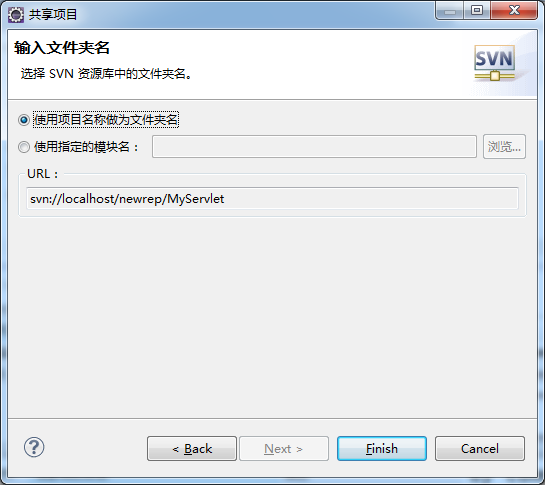 共享项目
输入文件夹名
选择 SVN 资源库中的文件夹名。
SVN
使用项目名称做为文件夹名
使用指定的模块名：
浏览...
URL：
svn://localhost/newrep/MyServlet
?
< Back
Next >
Finish
Cancel